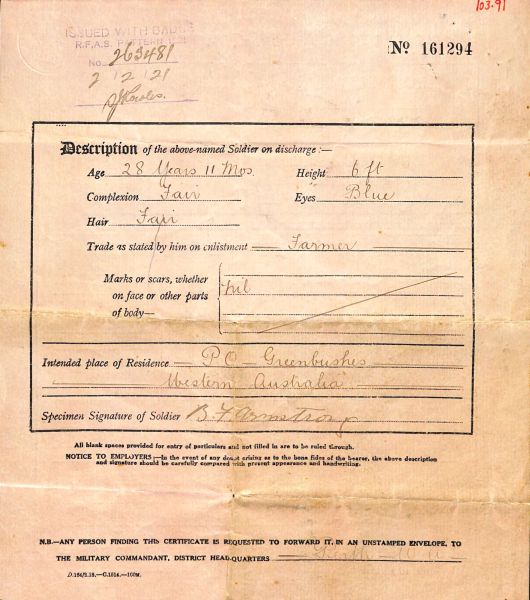 103.91
ISSUED WITH BADGE
R.F.A.S. PATTERN
No. 263481
2 12 21
No 161294
Description of the above-named Soldier on discharge:—
Age 28 Years 11 Mos. Height 6 ft
Complexion Fair Eyes Blue
Hair Fair
Trade as stated by him on enlistment Farmer
Marks or scars, whether
on face or other parts
of body—
nil
Intended place of Residence P O Greenbushes
Western Australia
Specimen Signature of Soldier B. F. Armstrong
All blank spaces provided for entry of particulars and not filled in are to be ruled through.
NOTICE TO EMPLOYERS:—In the event of any doubt arising as to the bona fides of the bearer, the above description
and signature should be carefully compared with present appearance and handwriting.
N.B.—ANY PERSON FINDING THIS CERTIFICATE IS REQUESTED TO FORWARD IT, IN AN UNSTAMPED ENVELOPE, TO
THE MILITARY COMMANDANT, DISTRICT HEAD-QUARTERS Perth W A
D.184/2.18.—C.1816.—100M.